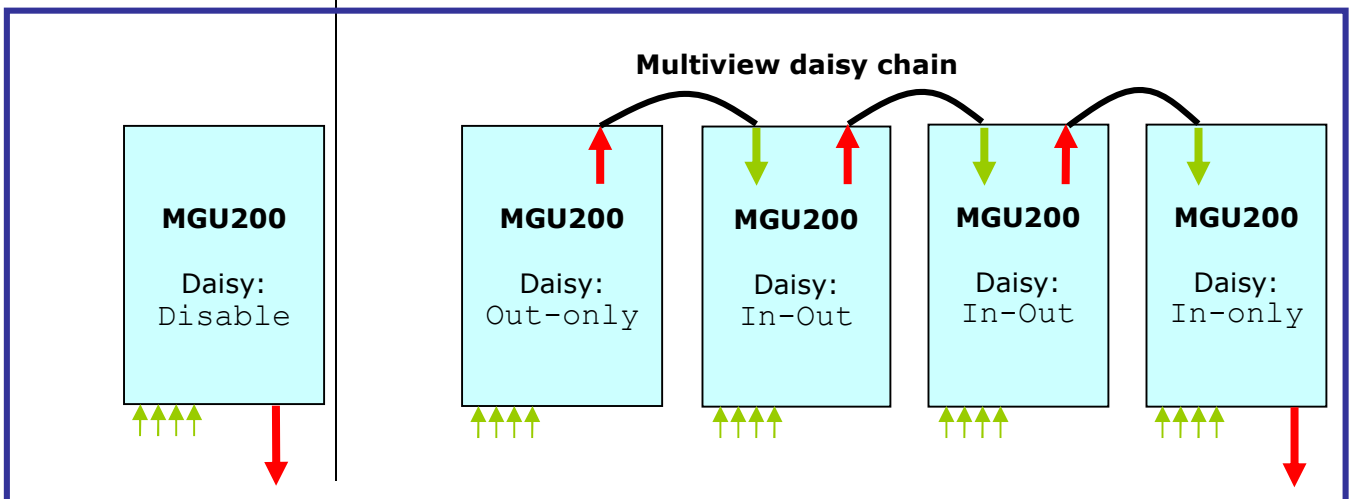 Multiview daisy chain
MGU200
Daisy:
Disable
MGU200
Daisy:
Out-only
MGU200
Daisy:
In-Out
MGU200
Daisy:
In-Out
MGU200
Daisy:
In-only